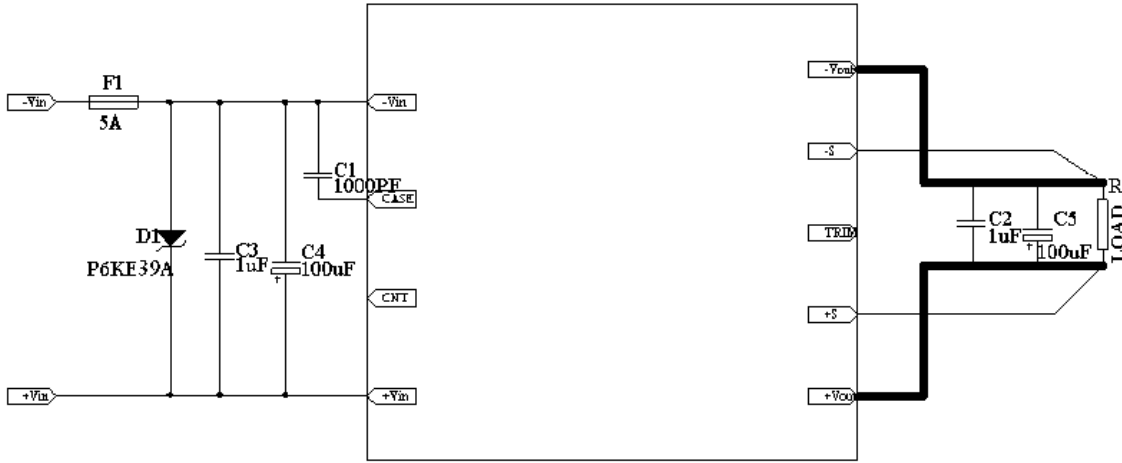 F1
-Vin
5A
-Vin
C1
1000PF
CASE
D1
P6KE39A
C3
1uF
C4
100uF
CNT
+Vin
+Vin
-Vout
-S
R
C2
1uF
C5
100uF
LOAD
TRIM
+S
+Vout